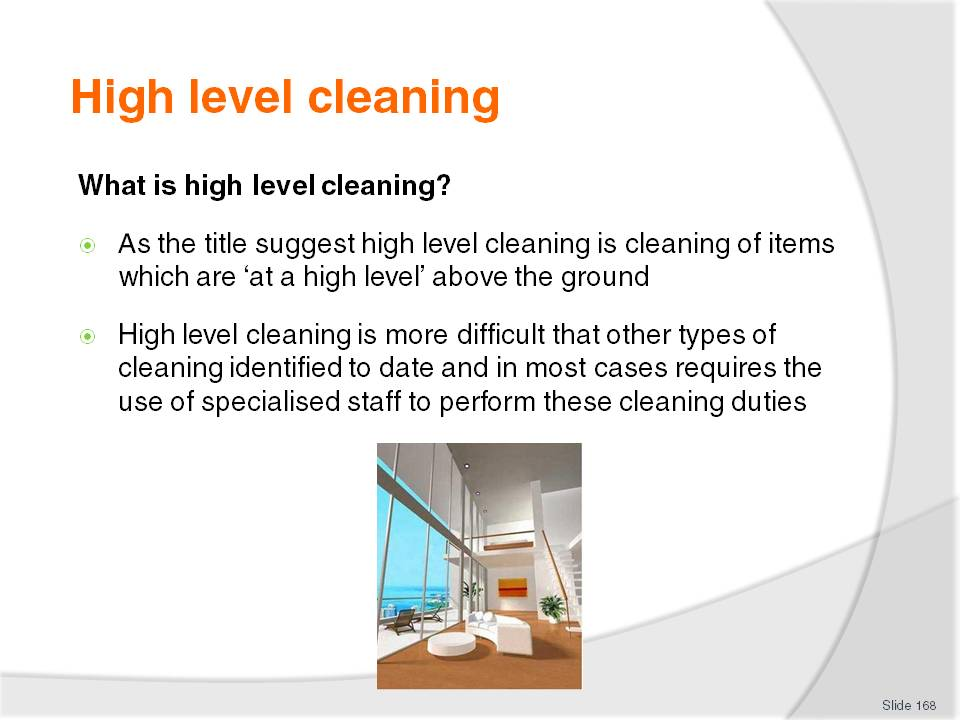 High level cleaning
What is high level cleaning?
As the title suggest high level cleaning is cleaning of items
which are ‘at a high level’ above the ground
High level cleaning is more difficult that other types of
cleaning identified to date and in most cases requires the
use of specialised staff to perform these cleaning duties
Slide 168